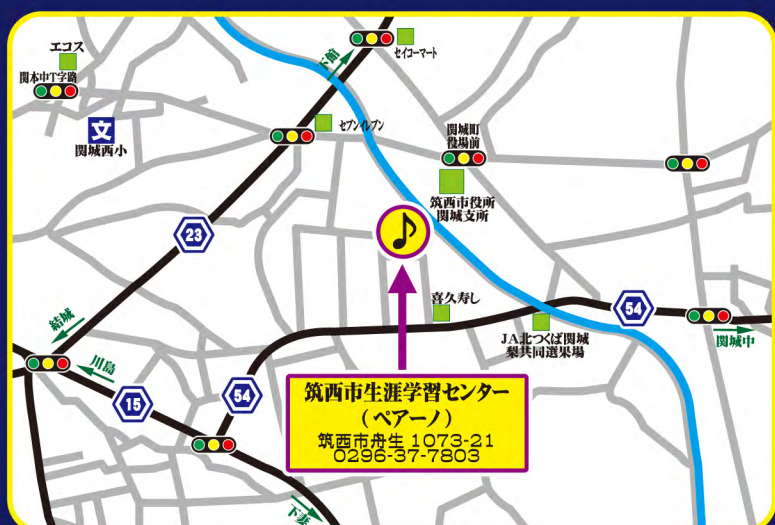 エコス
関本中T字路
文
関城西小
下館
セイコーマート
セブンイレブン
関城町
役場前
筑西市役所
関城支所
23
喜久寿し
54
JA北つくば関城
梨共同選果場
関城中
結城
川島
15
54
筑西市生涯学習センター
(ペアーノ)
筑西市舟生 1073-21
0296-37-7803
下妻